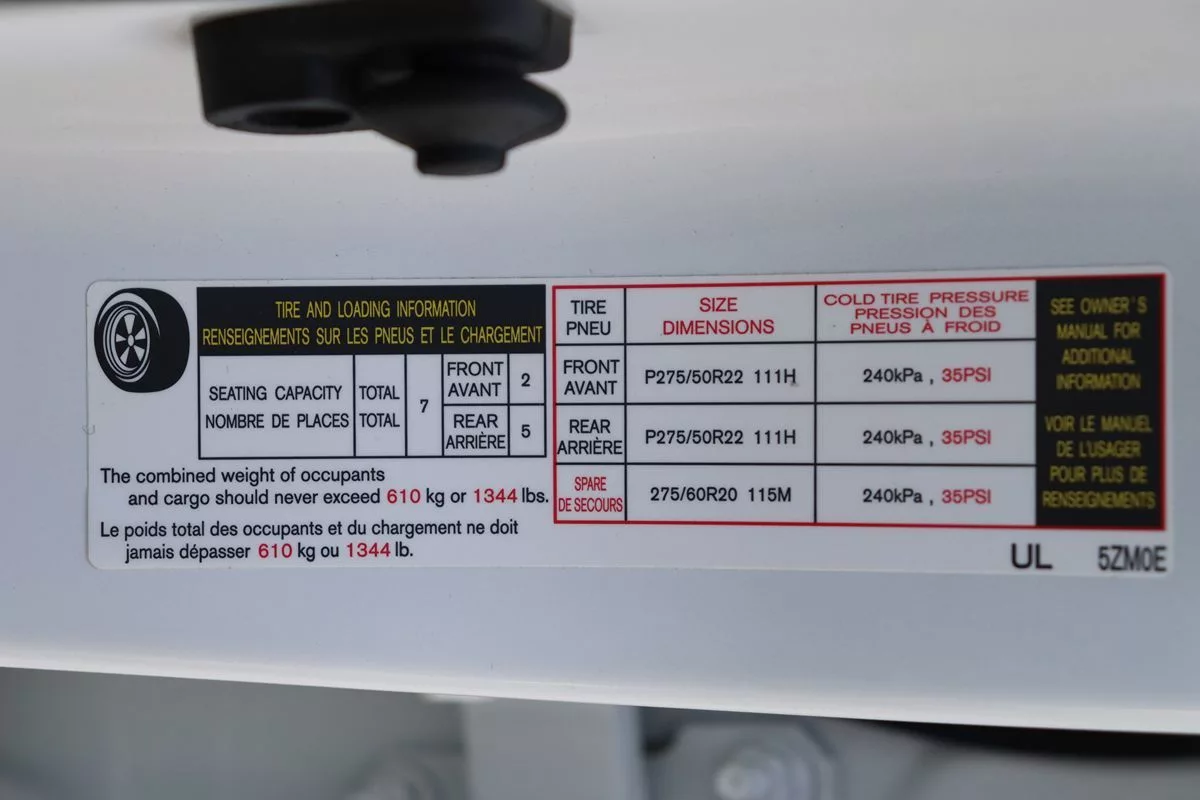 TIRE AND LOADING INFORMATION
RENSEIGNEMENTS SUR LES PNEUS ET LE CHARGEMENT
SEATING CAPACITY
NOMBRE DE PLACES
TOTAL
TOTAL
7
FRONT
AVANT
2
REAR
ARRIÈRE
5
The combined weight of occupants
and cargo should never exceed 610 kg or 1344 lbs.
Le poids total des occupants et du chargement ne doit
jamais dépasser 610 kg ou 1344 lb.
TIRE
PNEU
SIZE
DIMENSIONS
COLD TIRE PRESSURE
PRESSION DES
PNEUS À FROID
FRONT
AVANT
P275/50R22 111H
240kPa , 35PSI
REAR
ARRIÈRE
P275/50R22 111H
240kPa , 35PSI
SPARE
DE SECOURS
275/60R20 115M
240kPa , 35PSI
SEE OWNER'S
MANUAL FOR
ADDITIONAL
INFORMATION
VOIR LE MANUEL
DE L'USAGER
POUR PLUS DE
RENSEIGNEMENTS
UL 5ZM0E